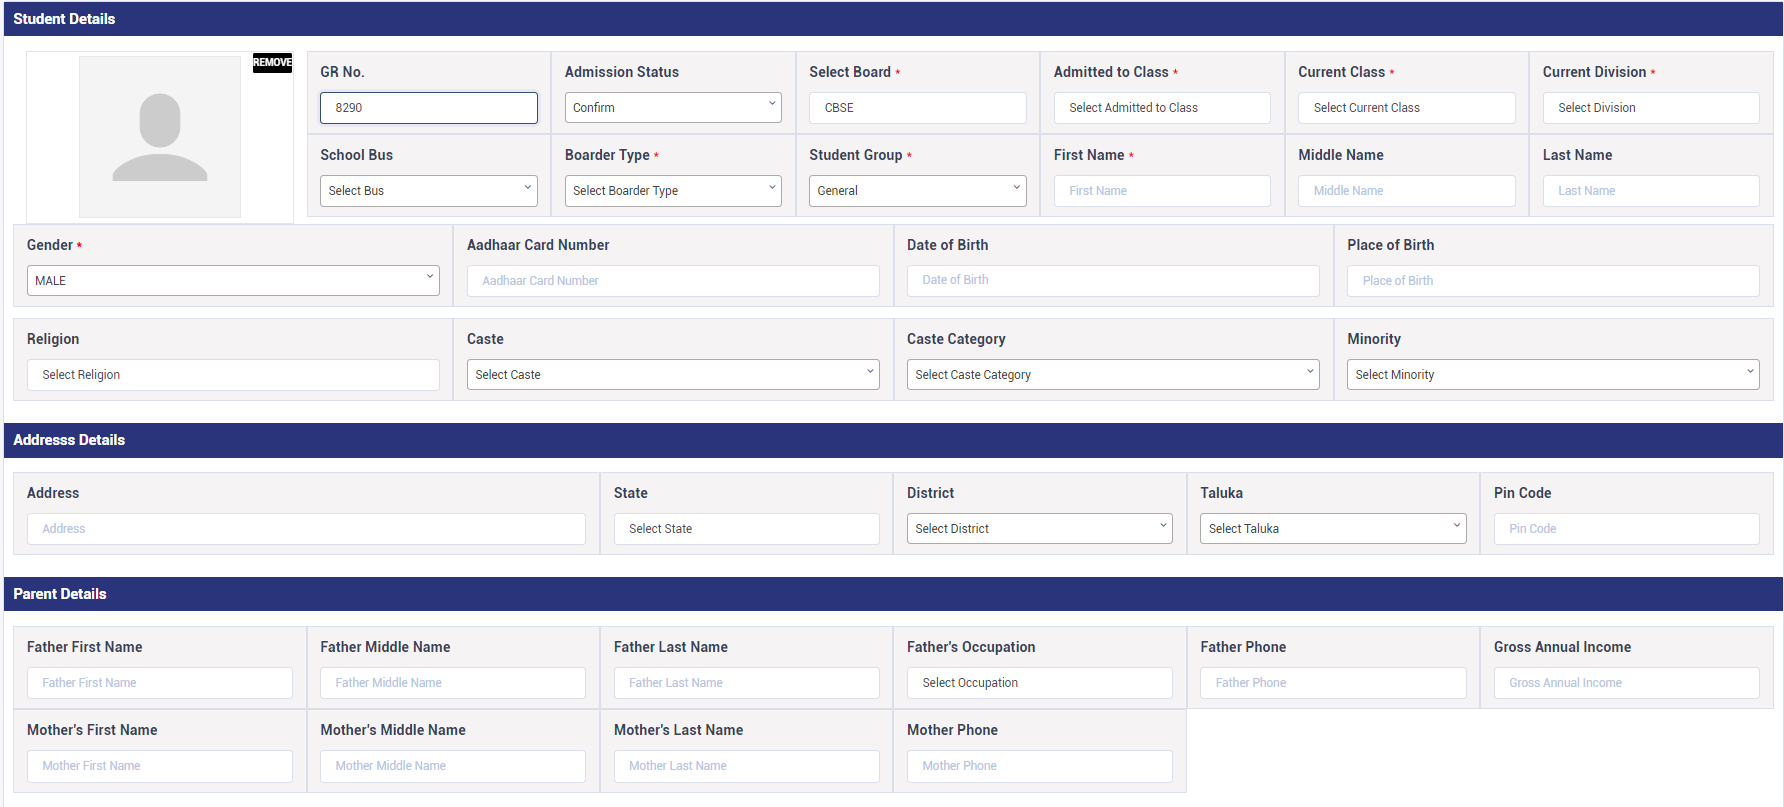 Student Details
REMOVE
GR No. Admission Status Select Board * Admitted to Class * Current Class * Current Division *
8290 Confirm CBSE Select Admitted to Class Select Current Class Select Division
School Bus Boarder Type * Student Group * First Name * Middle Name Last Name
Select Bus Select Boarder Type General First Name Middle Name Last Name
Gender * Aadhaar Card Number Date of Birth Place of Birth
MALE Aadhaar Card Number Date of Birth Place of Birth
Religion Caste Caste Category Minority
Select Religion Select Caste Select Caste Category Select Minority
Addresss Details
Address State District Taluka Pin Code
Address Select State Select District Select Taluka Pin Code
Parent Details
Father First Name Father Middle Name Father Last Name Father's Occupation Father Phone Gross Annual Income
Father First Name Father Middle Name Father Last Name Select Occupation Father Phone Gross Annual Income
Mother's First Name Mother's Middle Name Mother's Last Name Mother Phone
Mother First Name Mother Middle Name Mother Last Name Mother Phone